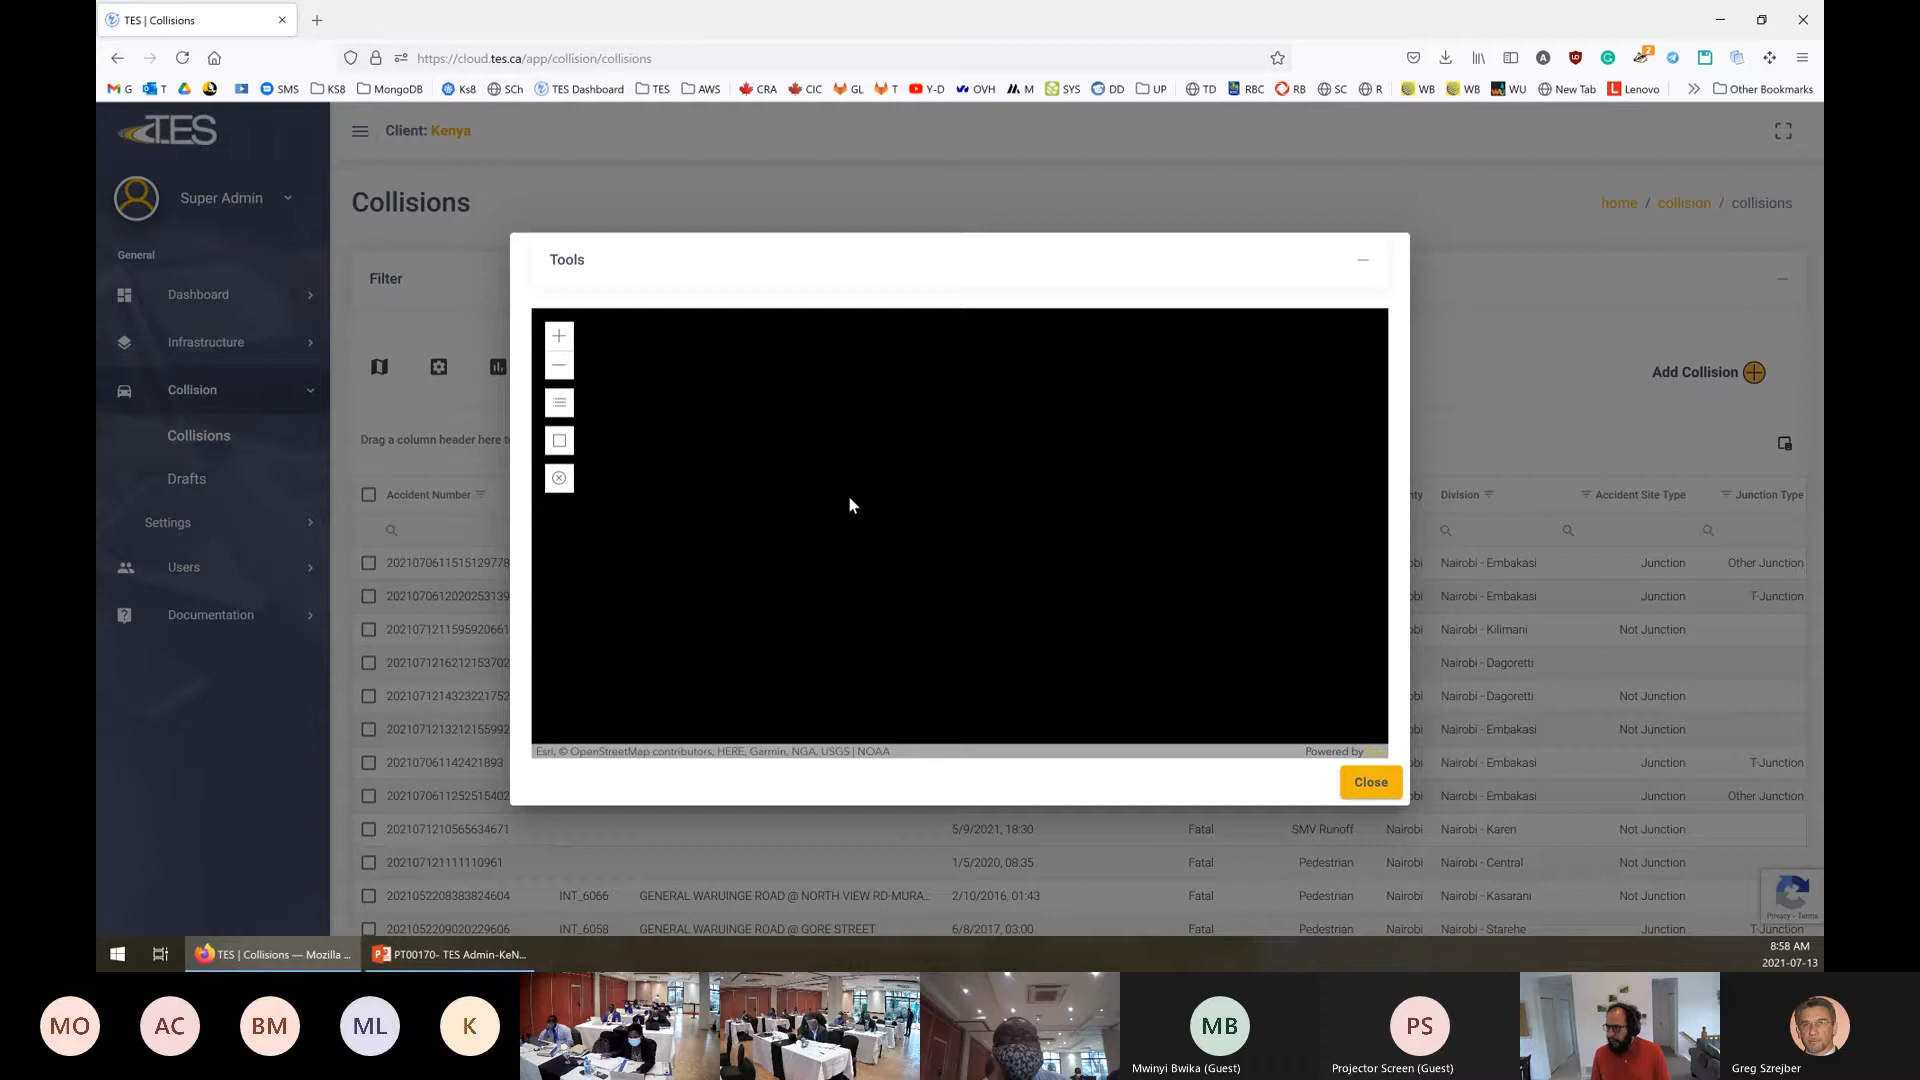 TES | Collisions
https://cloud.tes.ca/app/collision/collisions
2
G
T
SMS
KS8
MongoDB
Ks8
SCh
TES Dashboard
TES
AWS
CRA
CIC
GL
T
Y-D
OVH
M
SYS
DD
UP
TD
RBC
RB
SC
R
WB
WB
WU
New Tab
Lenovo
Other Bookmarks
TES
Client: Kenya
Super Admin
Collisions
home / collision / collisions
General
Dashboard
Infrastructure
Collision
Collisions
Drafts
Settings
Users
Documentation
Filter
Tools
Add Collision
Drag a column header here t
Accident Number
Division
Accident Site Type
Junction Type
Nairobi - Embakasi Junction Other Junction
2021070612020253139 Nairobi - Embakasi Junction T-Junction
2021071211595920661 Nairobi - Kilimani Not Junction
2021071216212153702 Nairobi - Dagoretti
2021071214323221752 Nairobi - Dagoretti Not Junction
2021071213212155992 Nairobi - Embakasi Not Junction
2021070611424218​93 Nairobi - Embakasi Junction T-Junction
2021070611252515402 Nairobi - Embakasi Junction Other Junction
2021071210565634671 5/9/2021, 18:30 Fatal SMV Runoff Nairobi Nairobi - Karen Not Junction
202107121111110961 1/5/2020, 08:35 Fatal Pedestrian Nairobi Nairobi - Central Not Junction
2021052208383824604 INT_6066 GENERAL WARUINGE ROAD @ NORTH VIEW RD-MURA... 2/10/2016, 01:43 Fatal Pedestrian Nairobi Nairobi - Kasarani Not Junction
2021052209020229606 INT_6058 GENERAL WARUINGE ROAD @ GORE STREET 6/8/2017, 03:00 Fatal Pedestrian Nairobi Nairobi - Starehe Junction T-Junction
Esri, © OpenStreetMap contributors, HERE, Garmin, NGA, USGS | NOAA
Powered by
Close
Privacy - Terms
TES | Collisions — Mozilla ...
PT00170- TES Admin-KeN...
8:58 AM
2021-07-13
MO
AC
BM
ML
K
MB
Mwinyi Bwika (Guest)
PS
Projector Screen (Guest)
Greg Szrejber